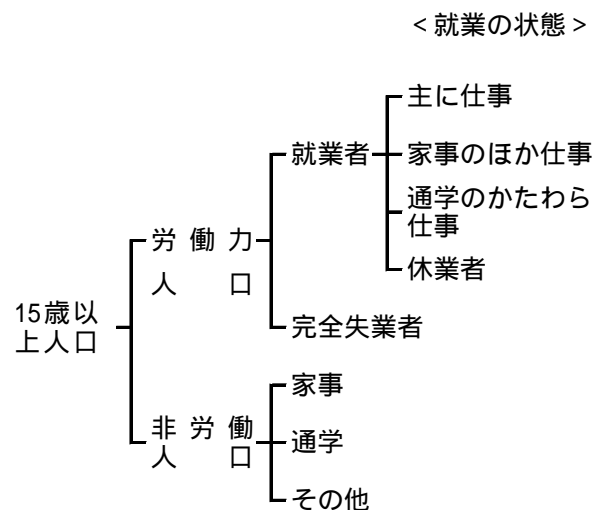 <就業の状態>
主に仕事
就業者
家事のほか仕事
通学のかたわら
仕事
労働力
人口
休業者
15歳以
上人口
完全失業者
家事
非労働
人口
通学
その他